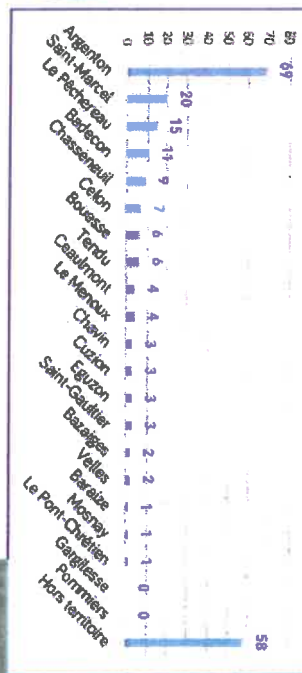 0 10 20 30 40 50 60 70 80
Argenton 69
Saint-Marcel 20
Le Pêchereau 15
Badecon 11
Chasseneuil 9
Celon 7
Bouesse 6
Tendu 6
Ceaulmont 4
Le Menoux 4
Chavin 3
Cuzion 3
Eguzon 3
Saint-Gaultier 3
Bazaiges 2
Velles 2
Baraize 1
Mosnay 1
Le Pont-Chrétien 1
Gargilesse 0
Pommiers 0
Hors territoire 58